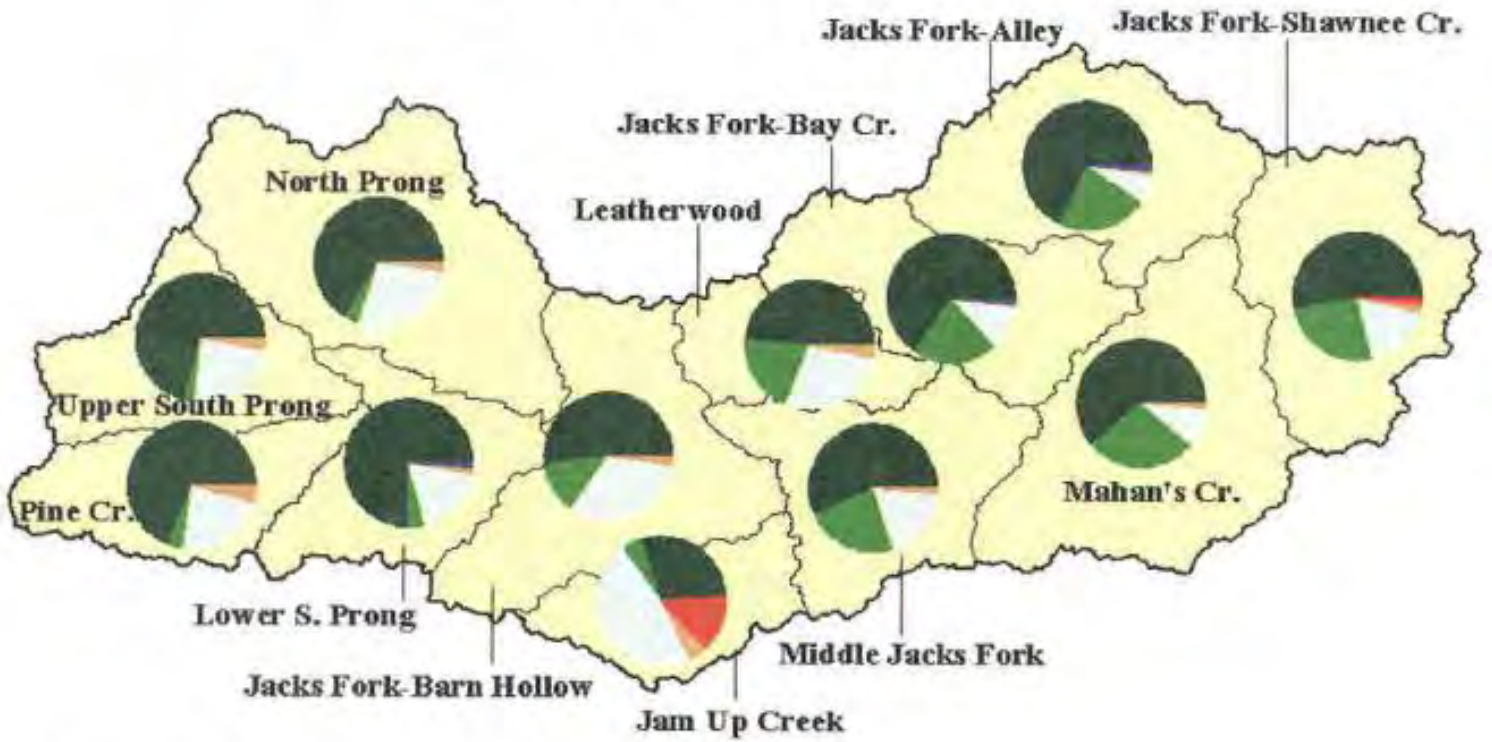 Jacks Fork-Alley
Jacks Fork-Shawnee Cr.
Jacks Fork-Bay Cr.
North Prong
Leatherwood
Upper South Prong
Mahan's Cr.
Pine Cr.
Lower S. Prong
Middle Jacks Fork
Jacks Fork-Barn Hollow
Jam Up Creek